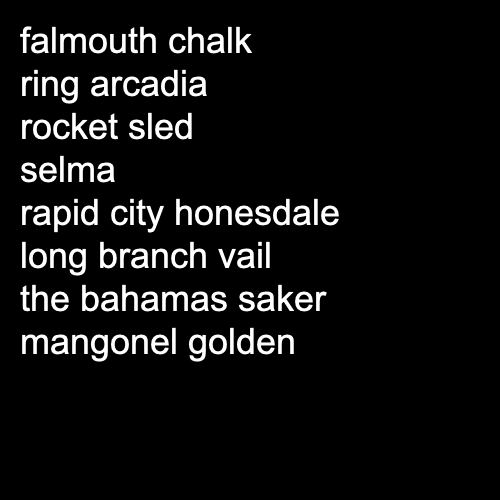 falmouth chalk
ring arcadia
rocket sled
selma
rapid city honesdale
long branch vail
the bahamas saker
mangonel golden